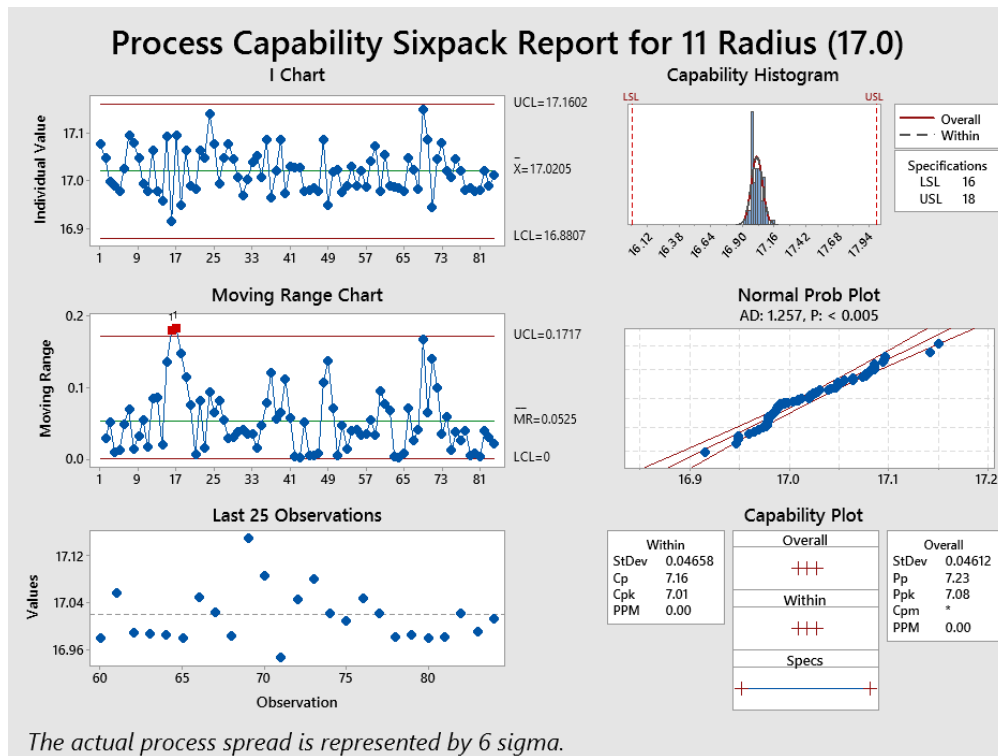 Process Capability Sixpack Report for 11 Radius (17.0)
I Chart
Individual Value
17.1
17.0
16.9
1 9 17 25 33 41 49 57 65 73 81
UCL=17.1602
X=17.0205
LCL=16.8807
Moving Range Chart
Moving Range
0.2
0.1
0.0
11
1 9 17 25 33 41 49 57 65 73 81
UCL=0.1717
MR=0.0525
LCL=0
Last 25 Observations
Values
17.12
17.04
16.96
60 65 70 75 80
Observation
Capability Histogram
LSL USL
16.12 16.38 16.64 16.90 17.16 17.42 17.68 17.94
Overall
Within
Specifications
LSL 16
USL 18
Normal Prob Plot
AD: 1.257, P: < 0.005
16.9 17.0 17.1 17.2
Capability Plot
Within
StDev 0.04658
Cp 7.16
Cpk 7.01
PPM 0.00
Overall
Within
Specs
Overall
StDev 0.04612
Pp 7.23
Ppk 7.08
Cpm *
PPM 0.00
The actual process spread is represented by 6 sigma.